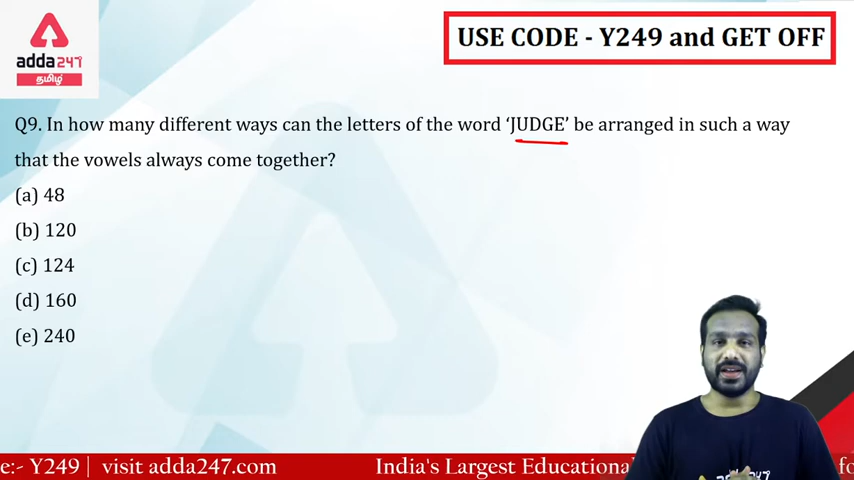 USE CODE - Y249 and GET OFF
adda247
தமிழ்
Q9. In how many different ways can the letters of the word ‘JUDGE’ be arranged in such a way
that the vowels always come together?
(a) 48
(b) 120
(c) 124
(d) 160
(e) 240
e:- Y249 | visit adda247.com India's Largest Educational